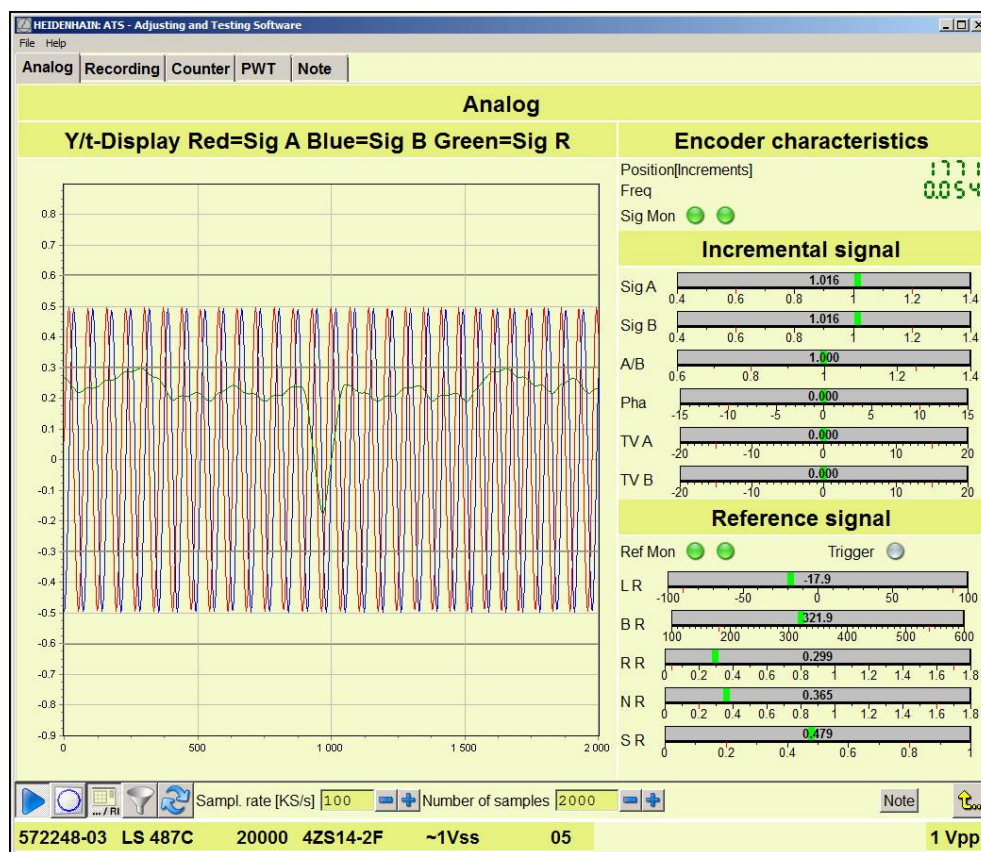 HEIDENHAIN: ATS - Adjusting and Testing Software
File Help
Analog Recording Counter PWT Note
Analog
Y/t-Display Red=Sig A Blue=Sig B Green=Sig R
0.8
0.7
0.6
0.5
0.4
0.3
0.2
0.1
0
-0.1
-0.2
-0.3
-0.4
-0.5
-0.6
-0.7
-0.8
-0.9
0 500 1 000 1 500 2 000
Encoder characteristics
Position[Increments] 1771
Freq 0.054
Sig Mon
Incremental signal
Sig A 1.016
0.4 0.6 0.8 1 1.2 1.4
Sig B 1.016
0.4 0.6 0.8 1 1.2 1.4
A/B 1.000
0.6 0.8 1 1.2 1.4
Pha 0.000
-15 -10 -5 0 5 10 15
TV A 0.000
-20 -10 0 10 20
TV B 0.000
-20 -10 0 10 20
Reference signal
Ref Mon Trigger
L R -17.9
-100 -50 0 50 100
B R 321.9
100 200 300 400 500 600
R R 0.299
0 0.2 0.4 0.6 0.8 1 1.2 1.4 1.6 1.8
N R 0.365
0 0.2 0.4 0.6 0.8 1 1.2 1.4 1.6 1.8
S R 0.479
0 0.2 0.4 0.6 0.8 1
... / RI Sampl. rate [KS/s] 100 Number of samples 2000 Note
572248-03 LS 487C 20000 4ZS14-2F ~1Vss 05 1 Vpp